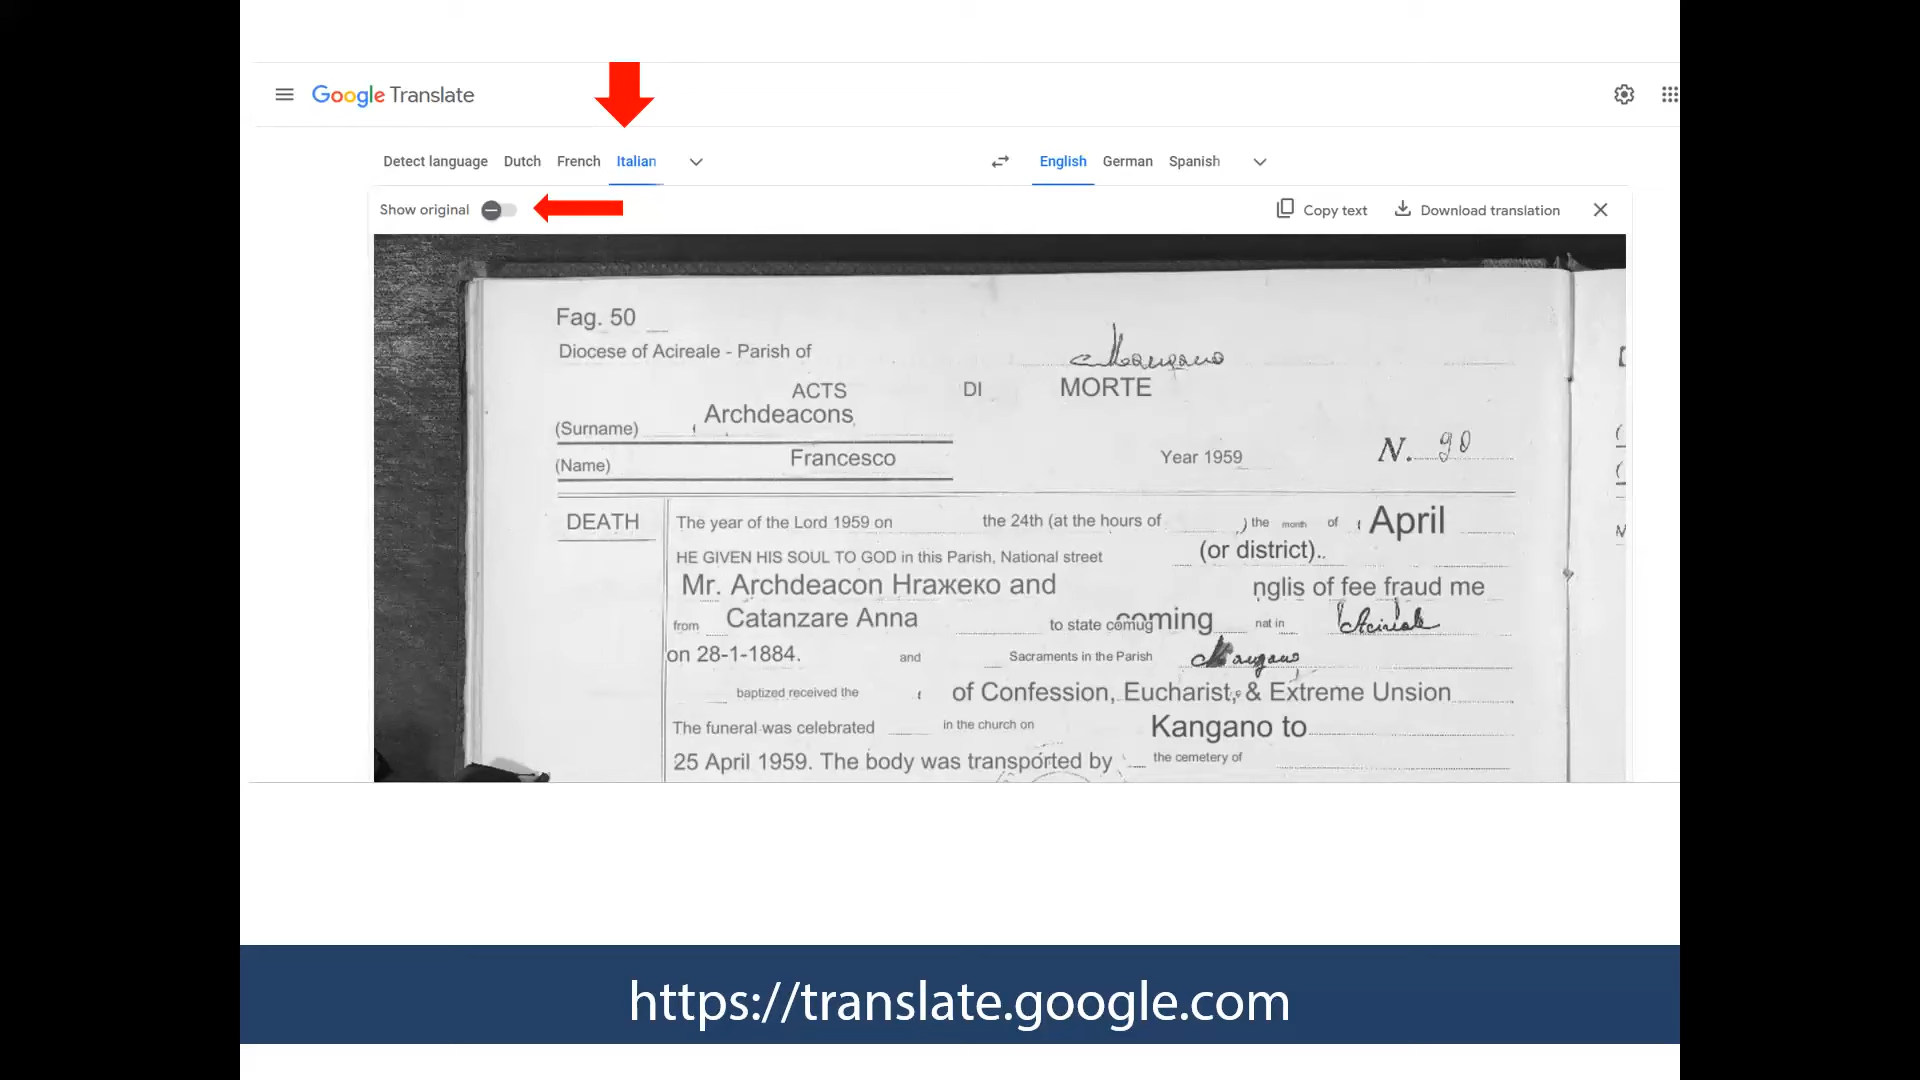 Google Translate
Detect language Dutch French Italian English German Spanish
Show original Copy text Download translation
Fag. 50
Diocese of Acireale - Parish of Mangano
ACTS DI MORTE
(Surname) Archdeacons
(Name) Francesco Year 1959 N. 90
DEATH The year of the Lord 1959 on the 24th (at the hours of ) the month of April
HE GIVEN HIS SOUL TO GOD in this Parish, National street (or district)..
Mr. Archdeacon Hгажеко and nglis of fee fraud me
from Catanzare Anna to state comug coming nat in Acireale
on 28-1-1884. and Sacraments in the Parish Mangano
baptized received the of Confession, Eucharist, & Extreme Unsion
The funeral was celebrated in the church on Kangano to
25 April 1959. The body was transported by the cemetery of
https://translate.google.com